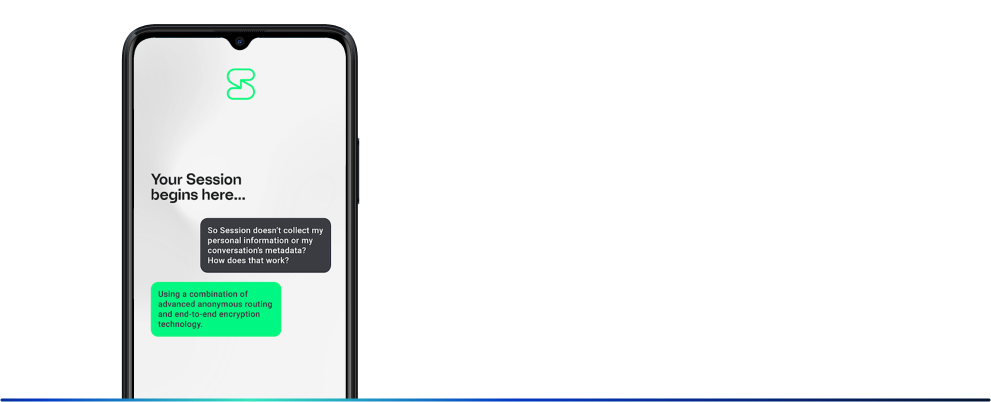 Your Session
begins here...
So Session doesn't collect my
personal information or my
conversation's metadata?
How does that work?
Using a combination of
advanced anonymous routing
and end-to-end encryption
technology.